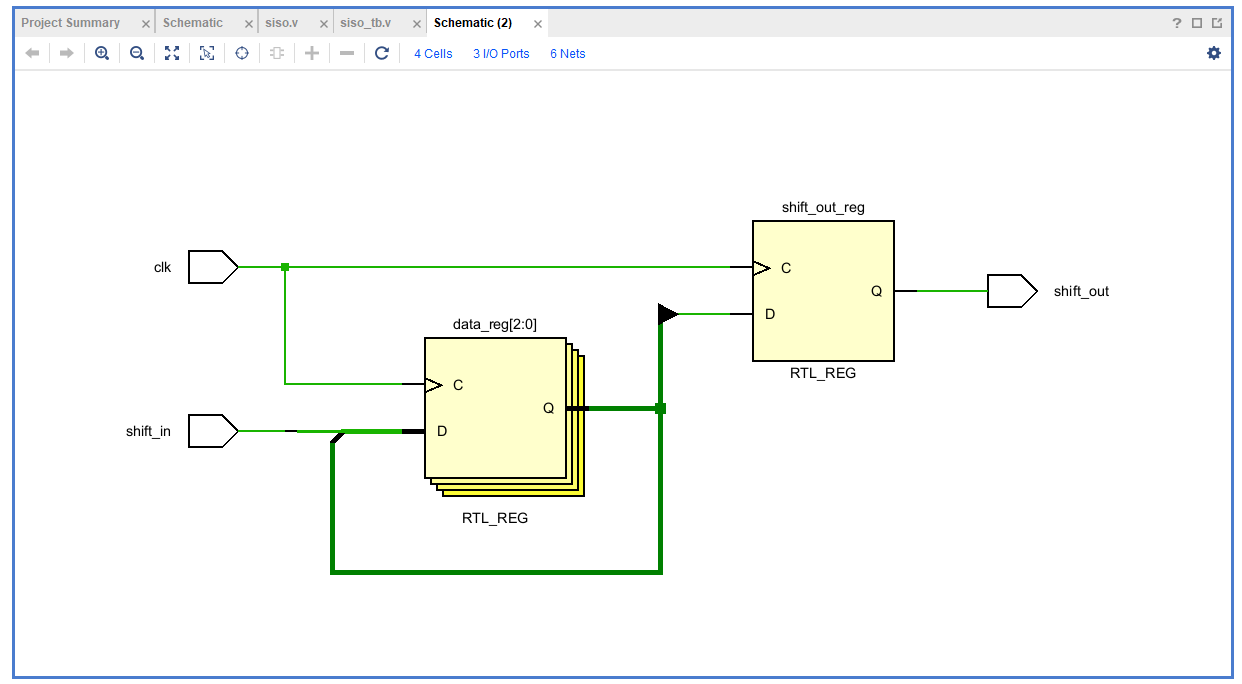 Project Summary
Schematic
siso.v
siso_tb.v
Schematic (2)
?
4 Cells
3 I/O Ports
6 Nets
shift_out_reg
clk
C
Q
shift_out
D
RTL_REG
data_reg[2:0]
C
Q
shift_in
D
RTL_REG